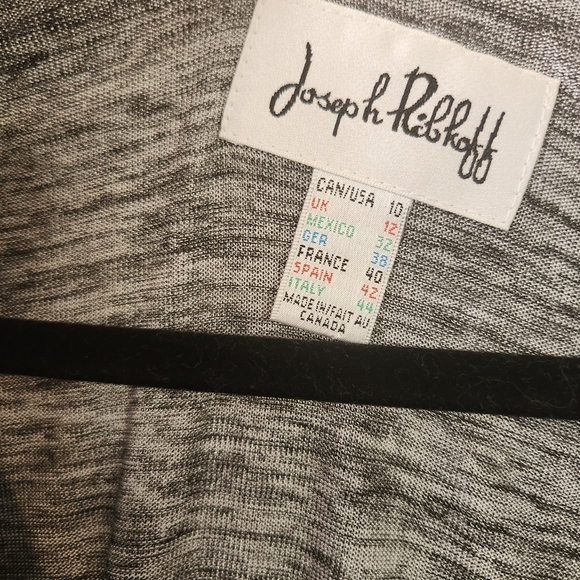 Joseph Ribkoff
CAN/USA 10
UK 12
MEXICO 32
GER 38
FRANCE 40
SPAIN 42
ITALY 44
MADE IN/FAIT AU
CANADA